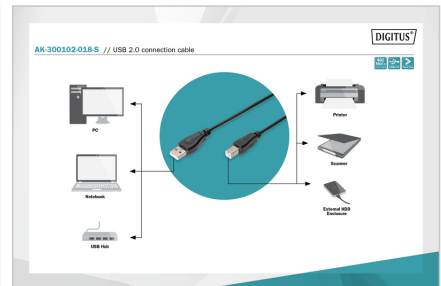 DIGITUS®
AK-300102-018-S // USB 2.0 connection cable
PC
Printer
Notebook
Scanner
USB Hub
External HDD
Enclosure